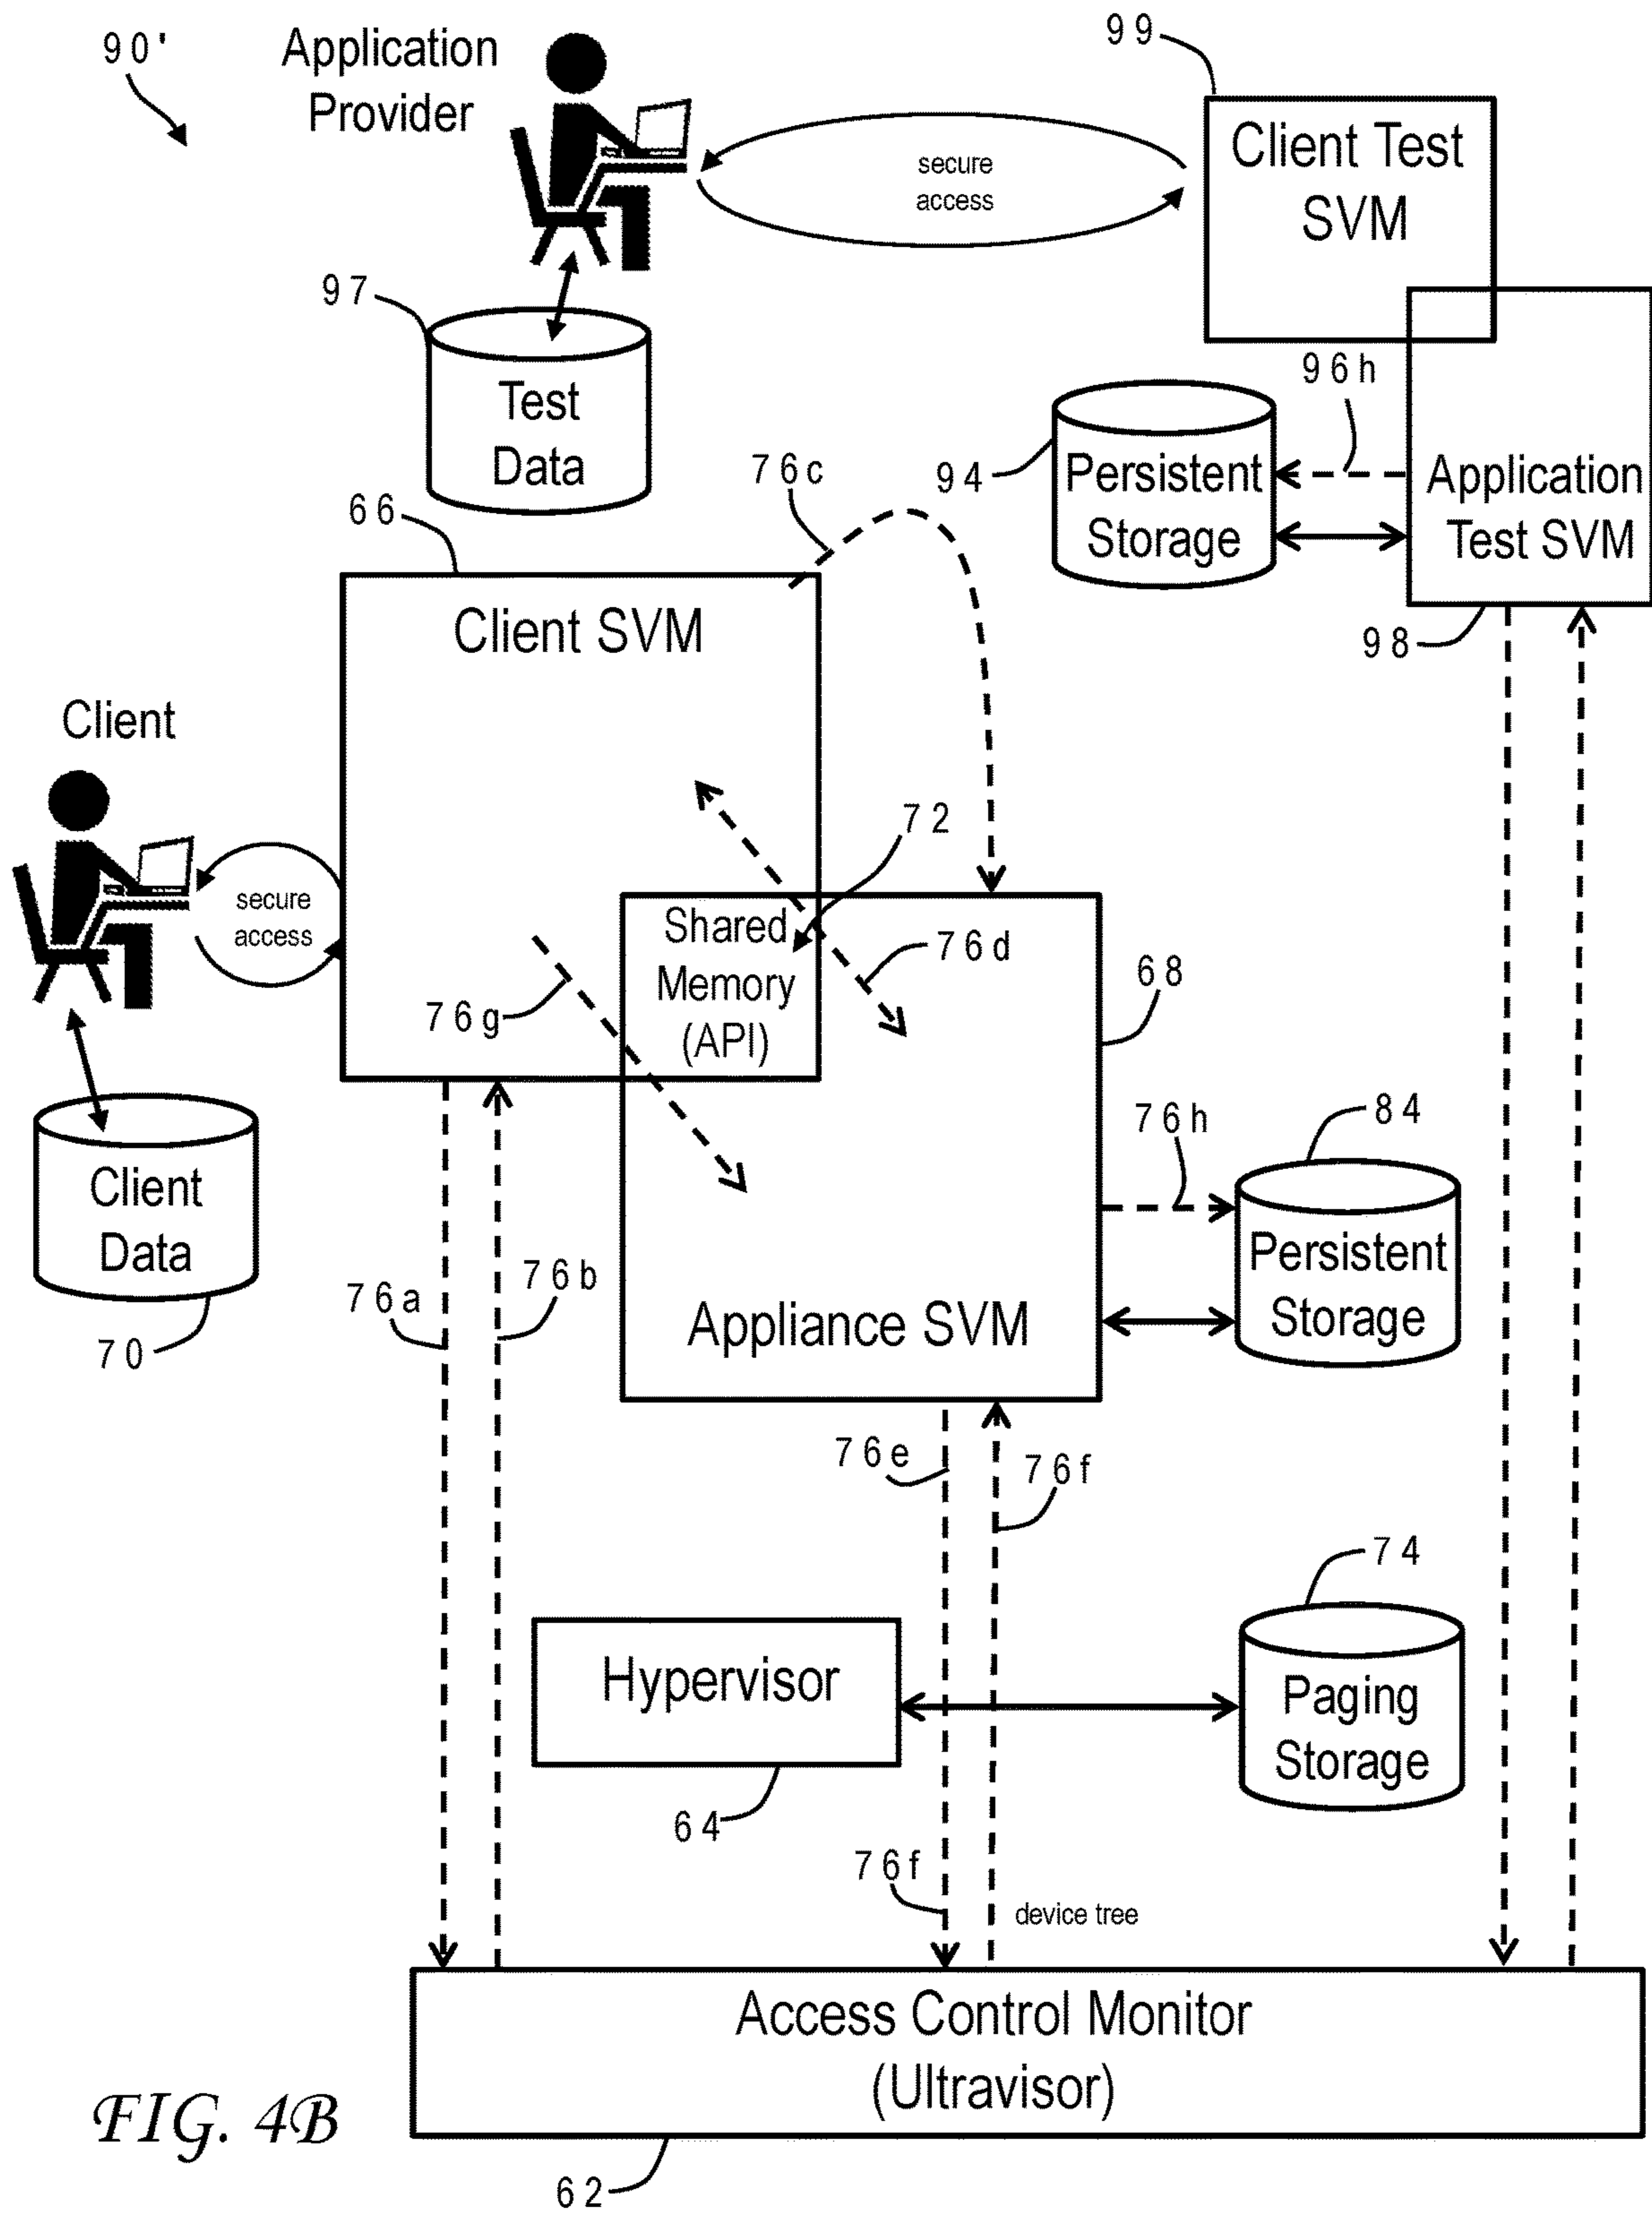 90'
Application
Provider
99
Client Test
SVM
secure
access
97
Test
Data
96h
94
Persistent
Storage
Application
Test SVM
98
76c
66
Client SVM
Client
secure
access
72
Shared
Memory
(API)
76d
76g
68
Client
Data
70
76a
76b
76h
84
Persistent
Storage
Appliance SVM
76e
76f
74
Hypervisor
Paging
Storage
64
76f
device tree
Access Control Monitor
(Ultravisor)
FIG. 4B
62